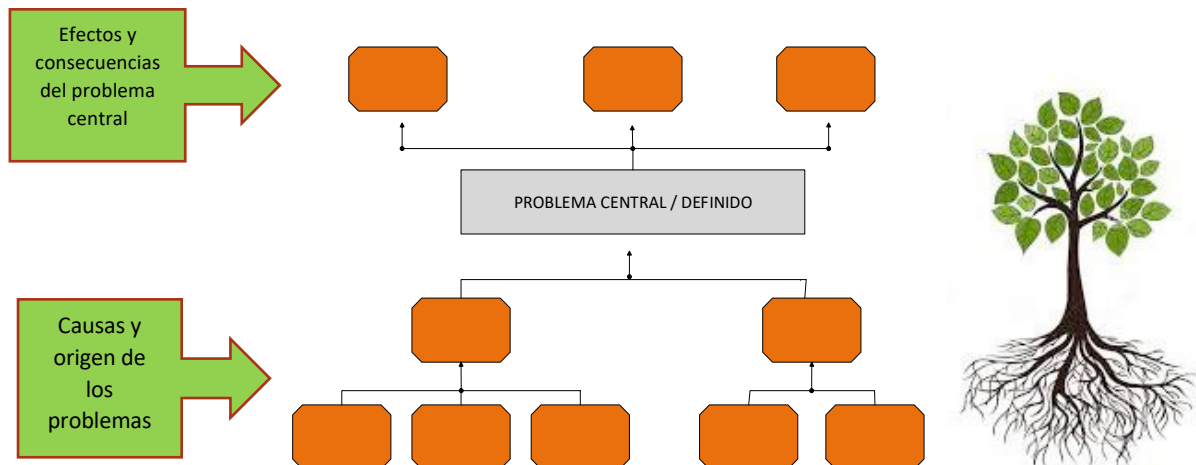 Efectos y
consecuencias
del problema
central
PROBLEMA CENTRAL / DEFINIDO
Causas y
origen de
los
problemas